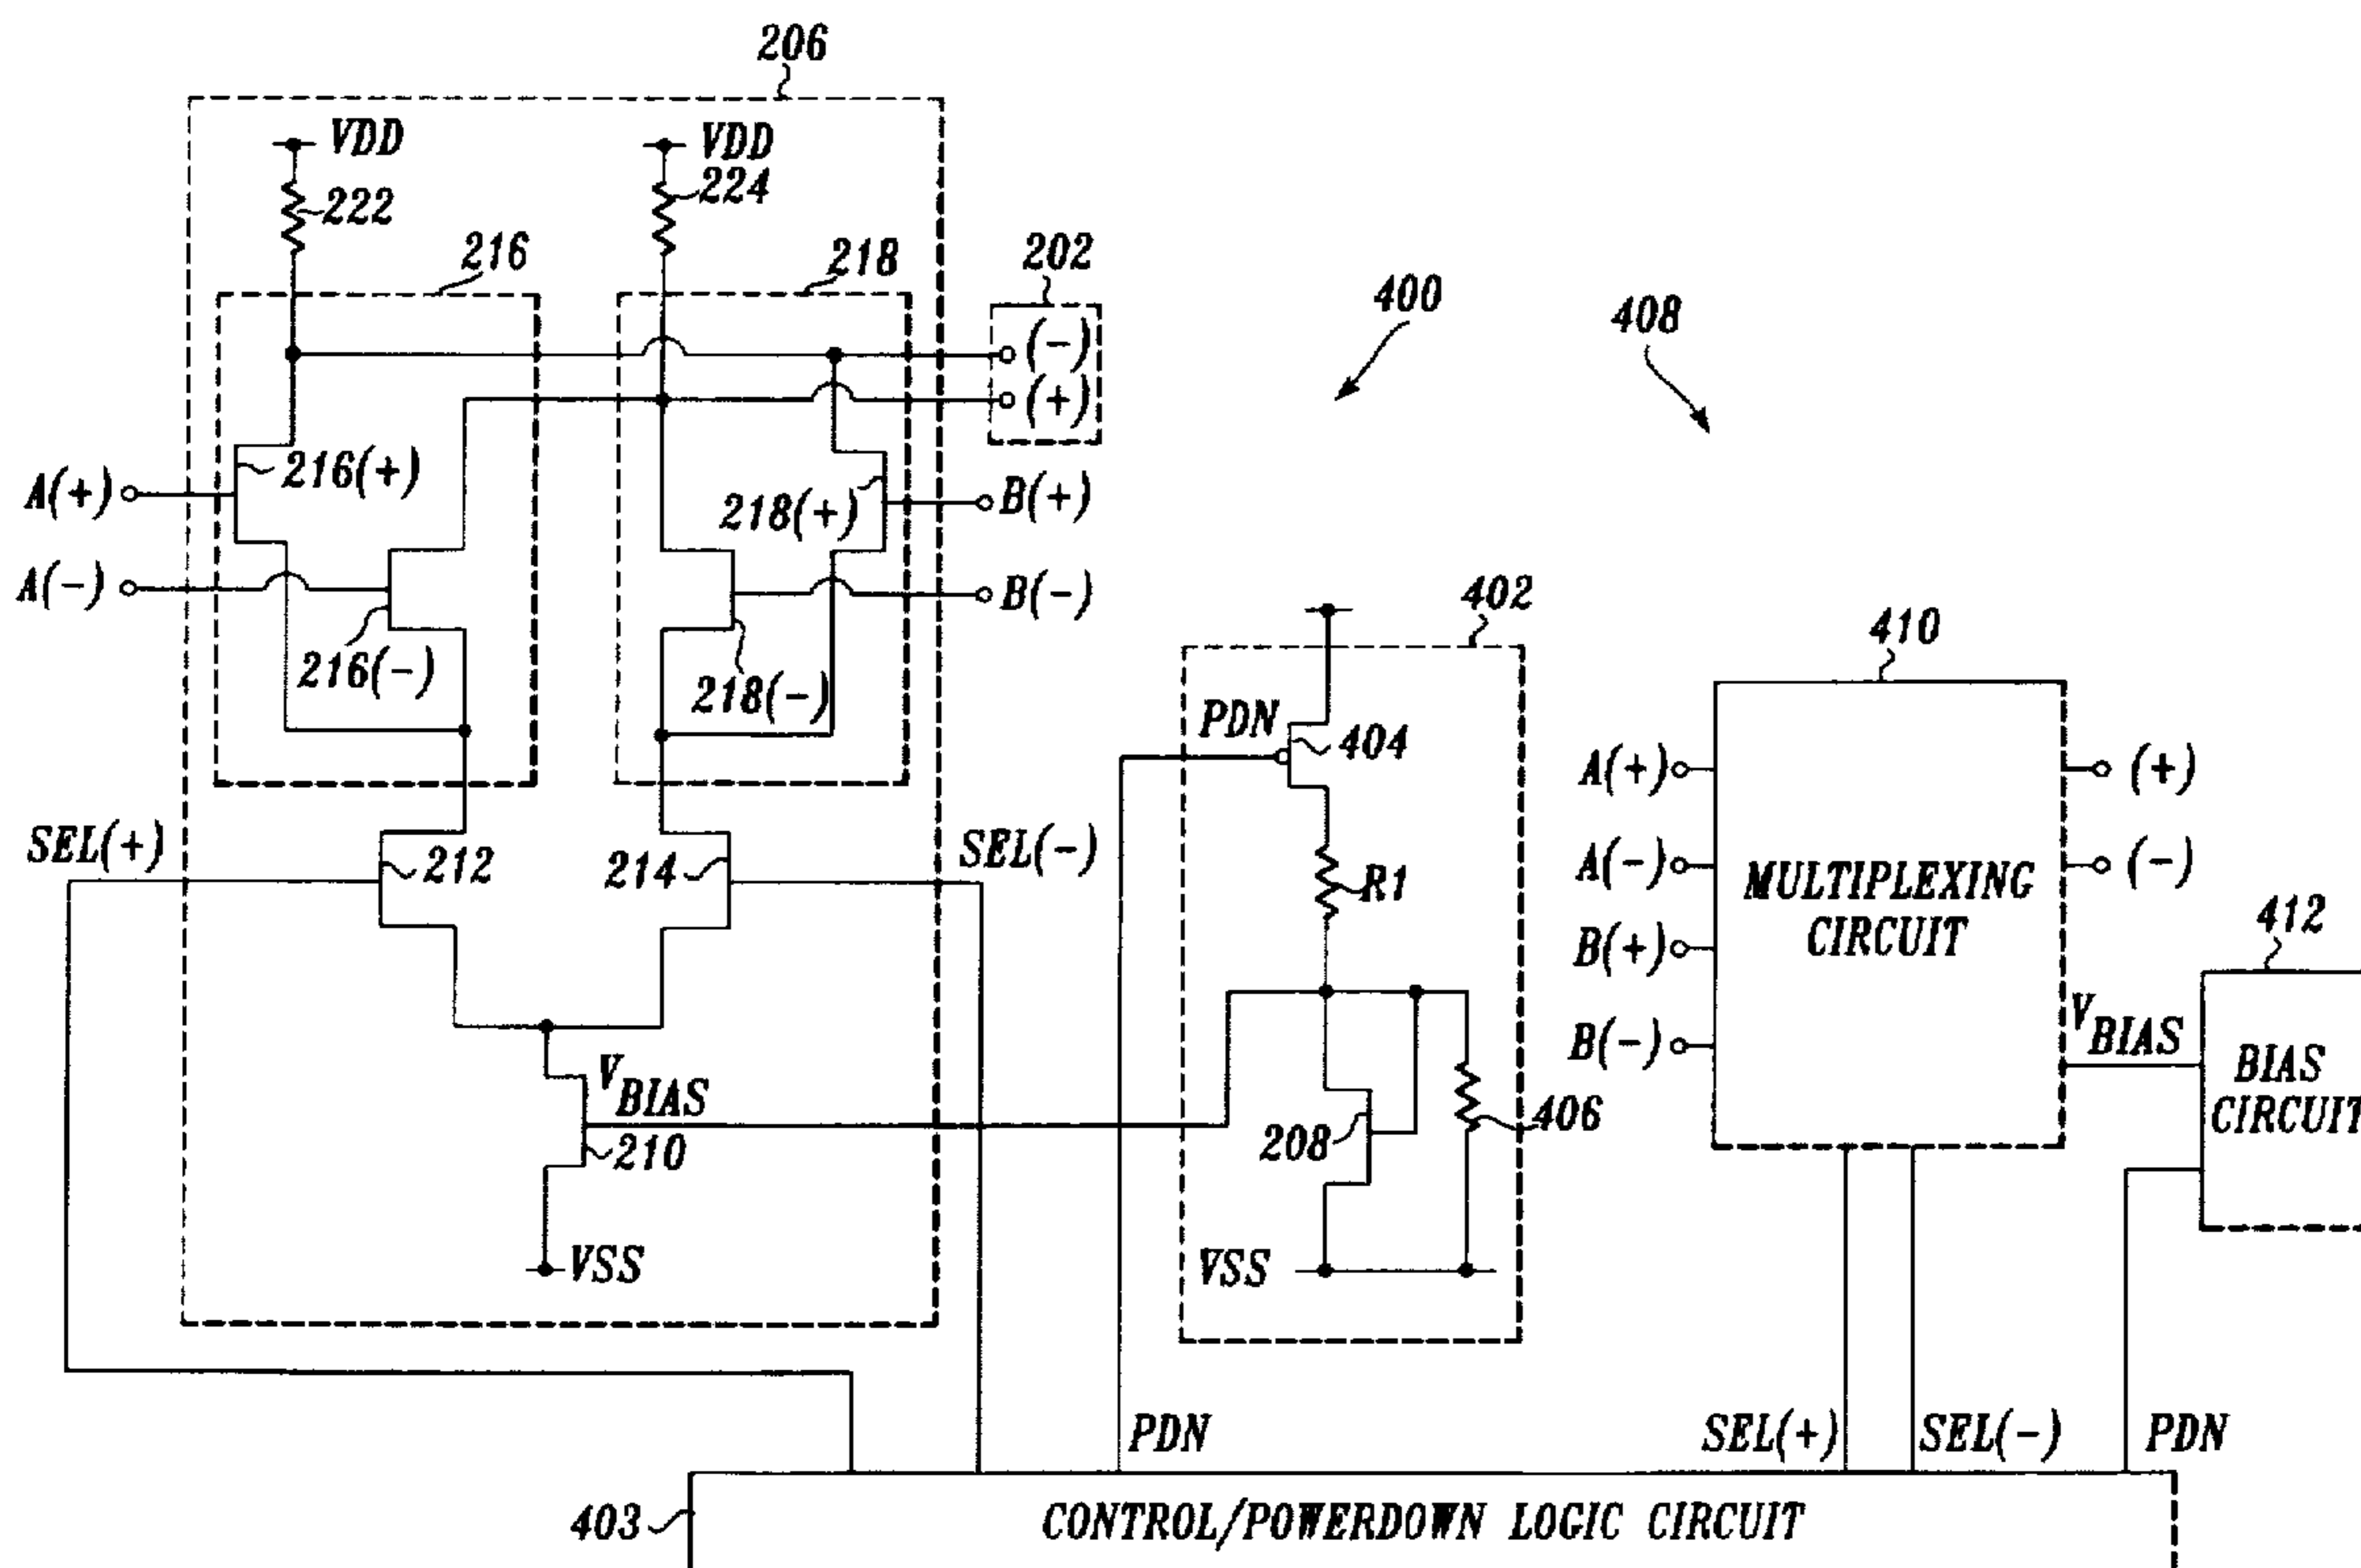 206
VDD
VDD
222
224
216
218
202
(-)
(+)
400
408
A(+)
216(+)
218(+)
B(+)
A(-)
B(-)
216(-)
218(-)
402
PDN
404
410
A(+)
(+)
SEL(+)
212
214
SEL(-)
R1
A(-)
(-)
MULTIPLEXING
CIRCUIT
412
B(+)
V BIAS
B(-)
BIAS
CIRCUIT
V BIAS
210
208
406
VSS
VSS
PDN
SEL(+)
SEL(-)
PDN
403
CONTROL/POWERDOWN LOGIC CIRCUIT